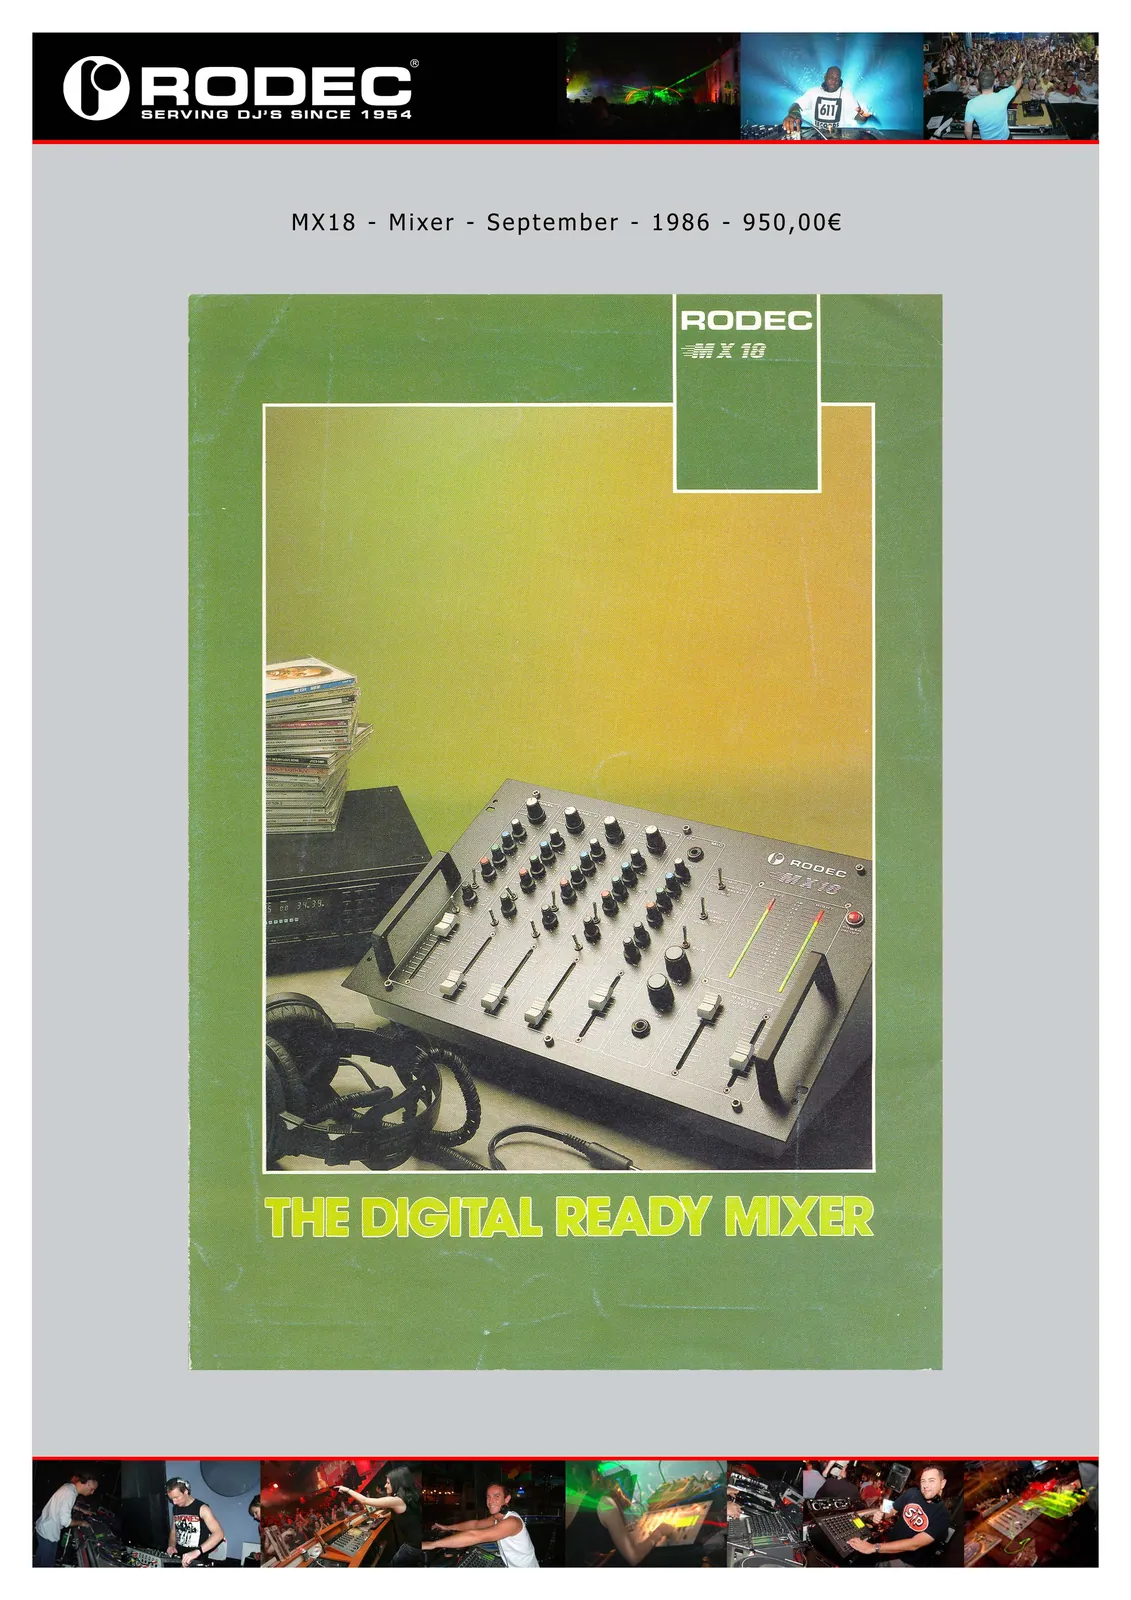 RODEC®
SERVING DJ'S SINCE 1954
611
MX18 - Mixer - September - 1986 - 950,00€
RODEC
MX 18
RODEC
MX18
THE DIGITAL READY MIXER